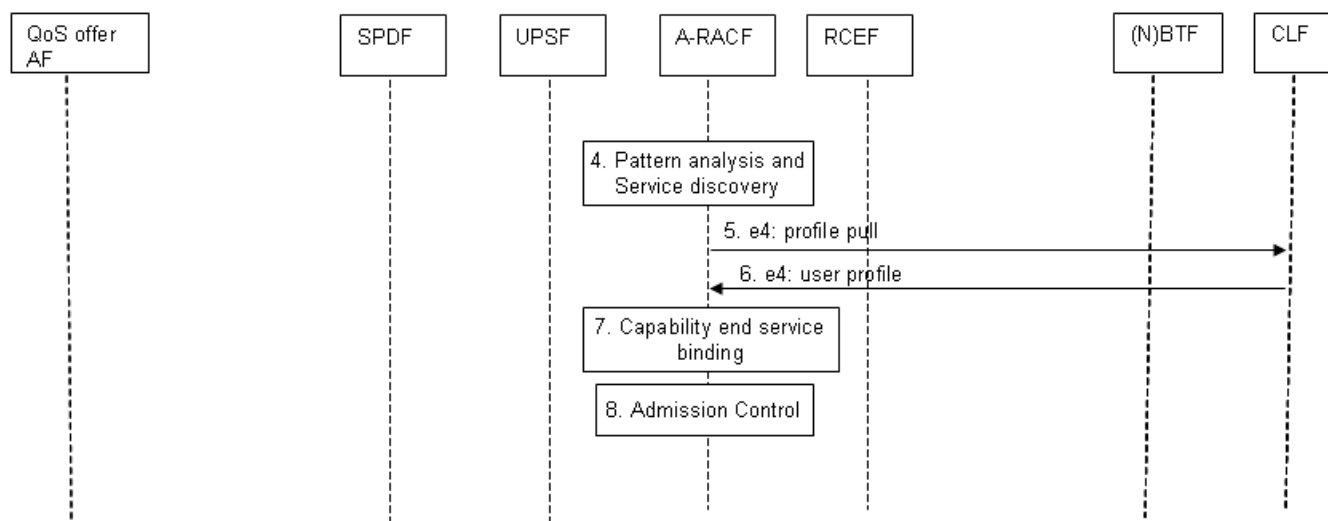 QoS offer
AF
SPDF
UPSF
A-RACF
RCEF
(N)BTF
CLF
4. Pattern analysis and
Service discovery
5. e4: profile pull
6. e4: user profile
7. Capability end service
binding
8. Admission Control